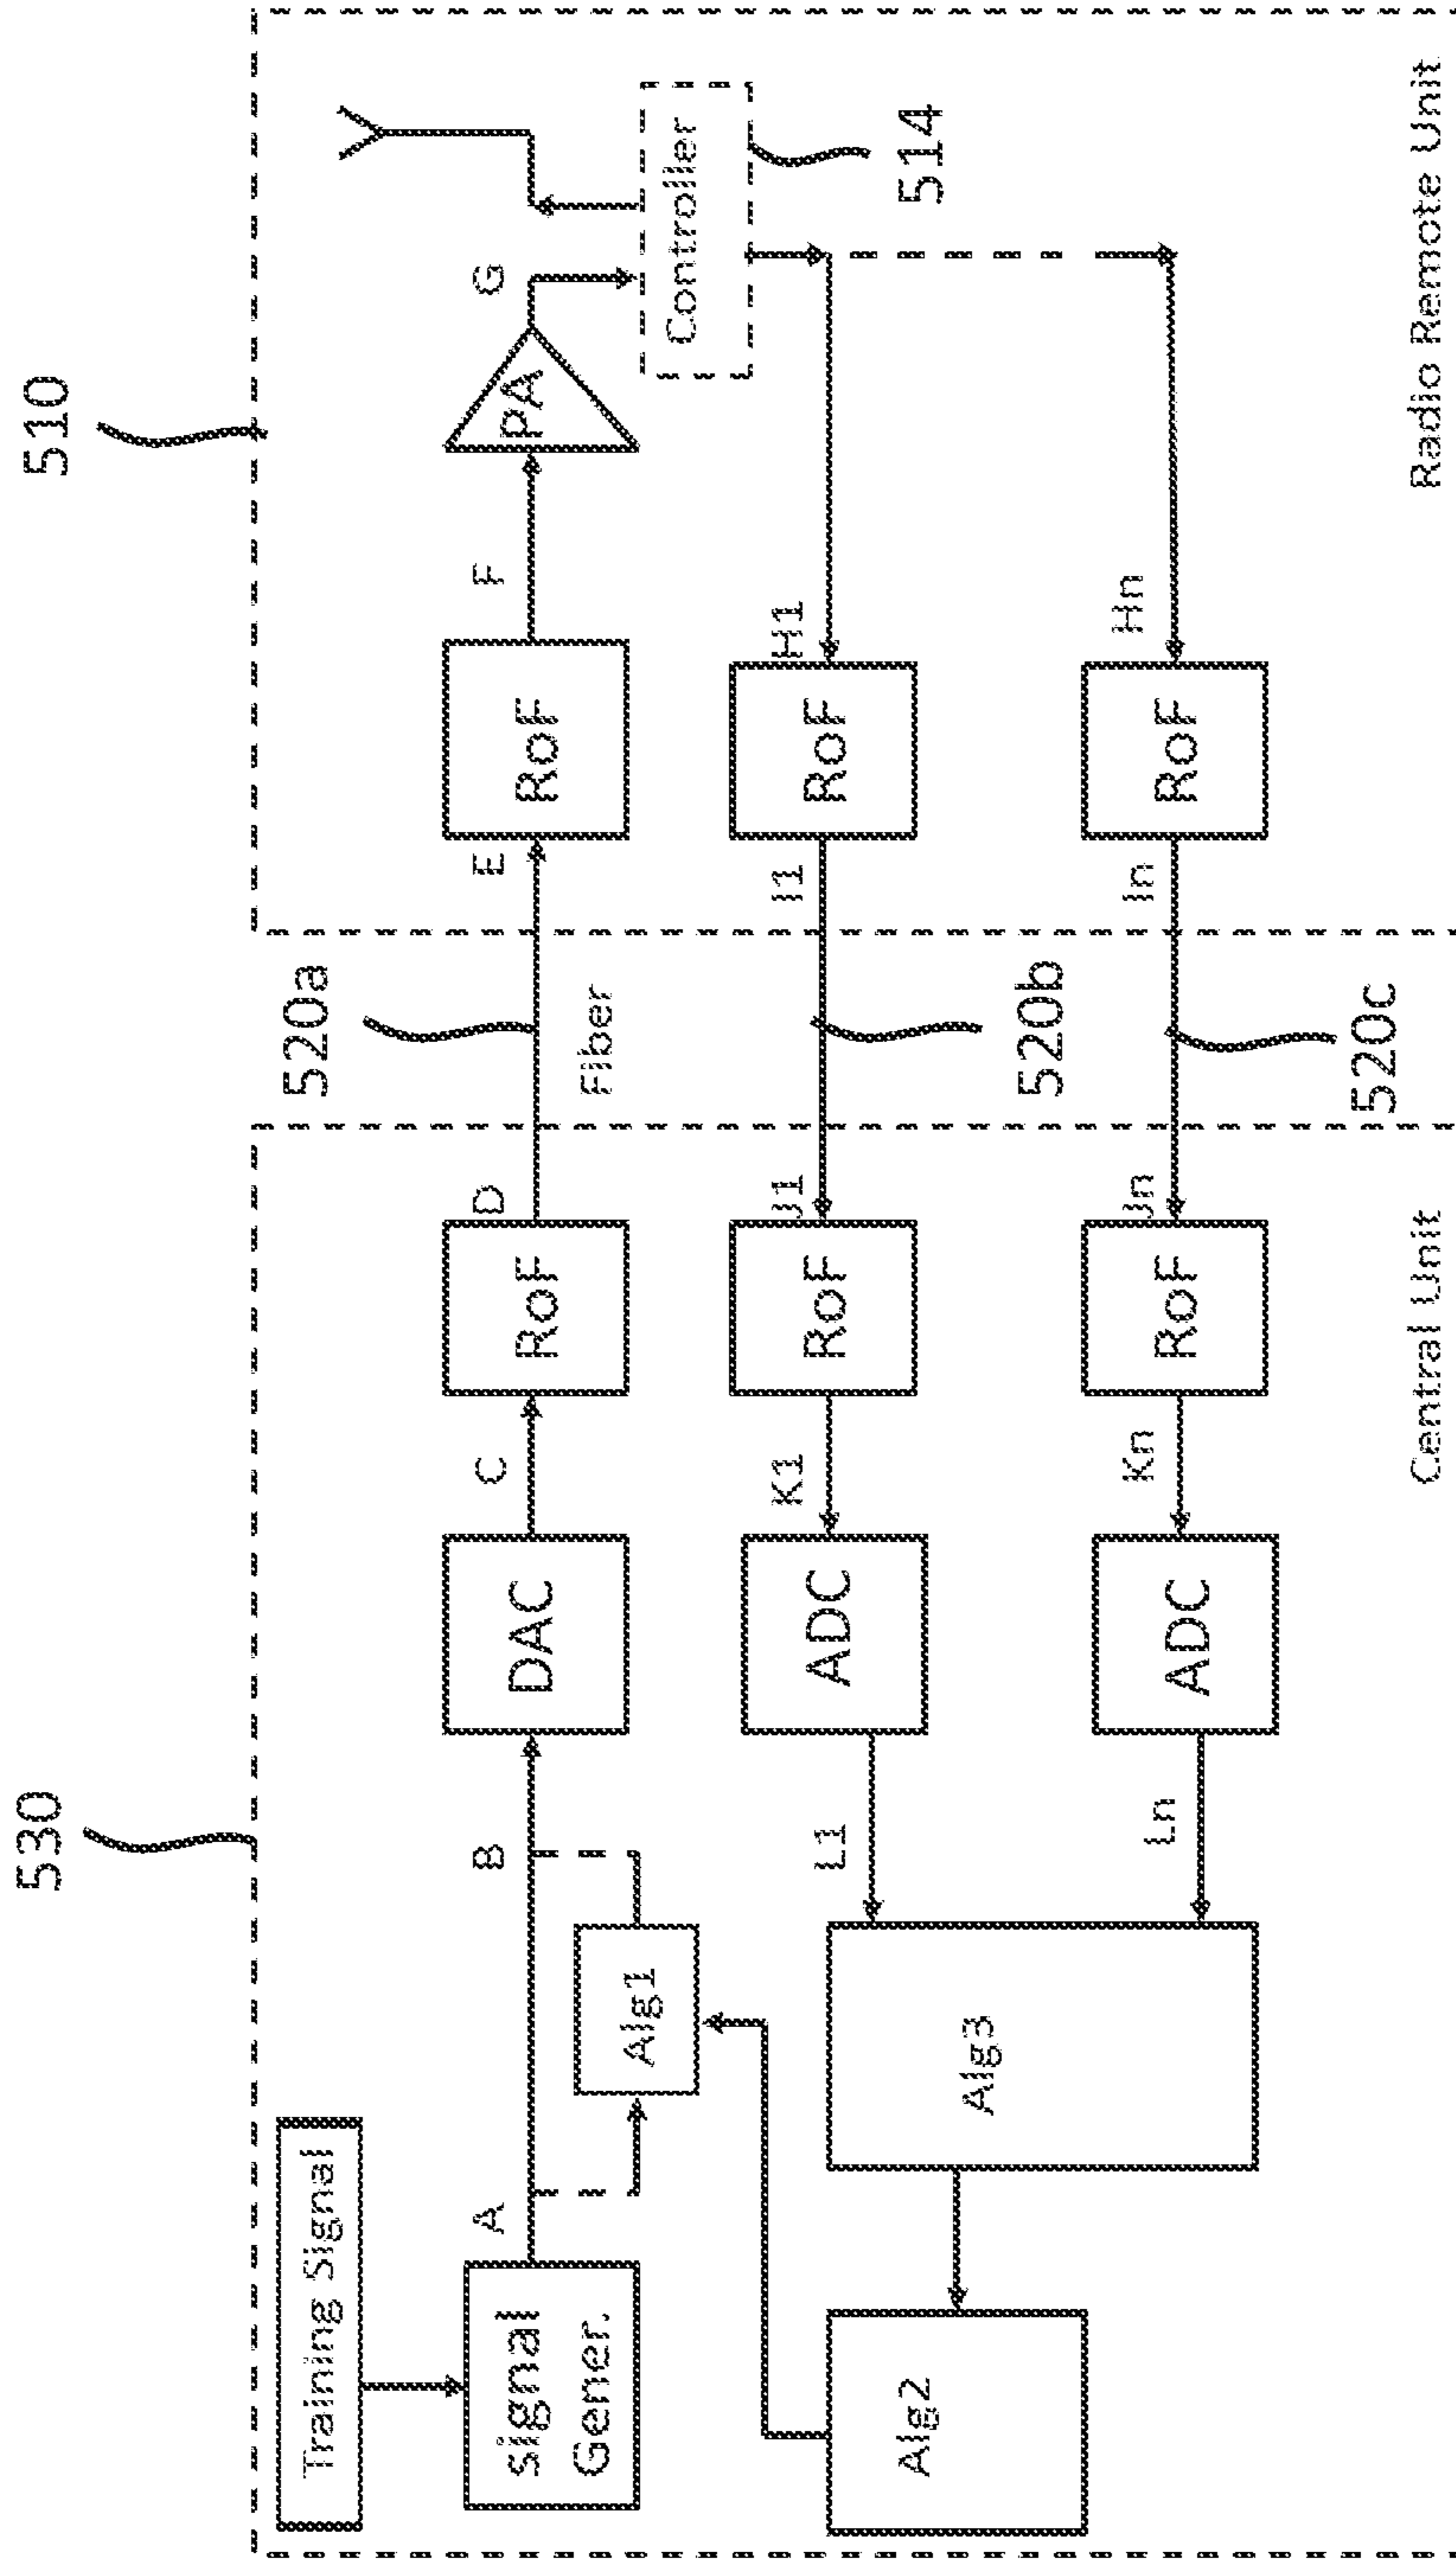 530
510
Training Signal
signal
Gener.
A
B
DAC
C
RoF
D
520a
Fiber
E
RoF
F
PA
G
Alg1
Controller
514
L1
ADC
K1
RoF
J1
520b
I1
RoF
H1
Alg2
Alg3
Ln
ADC
Kn
RoF
Jn
520c
In
RoF
Hn
Central Unit
Radio Remote Unit